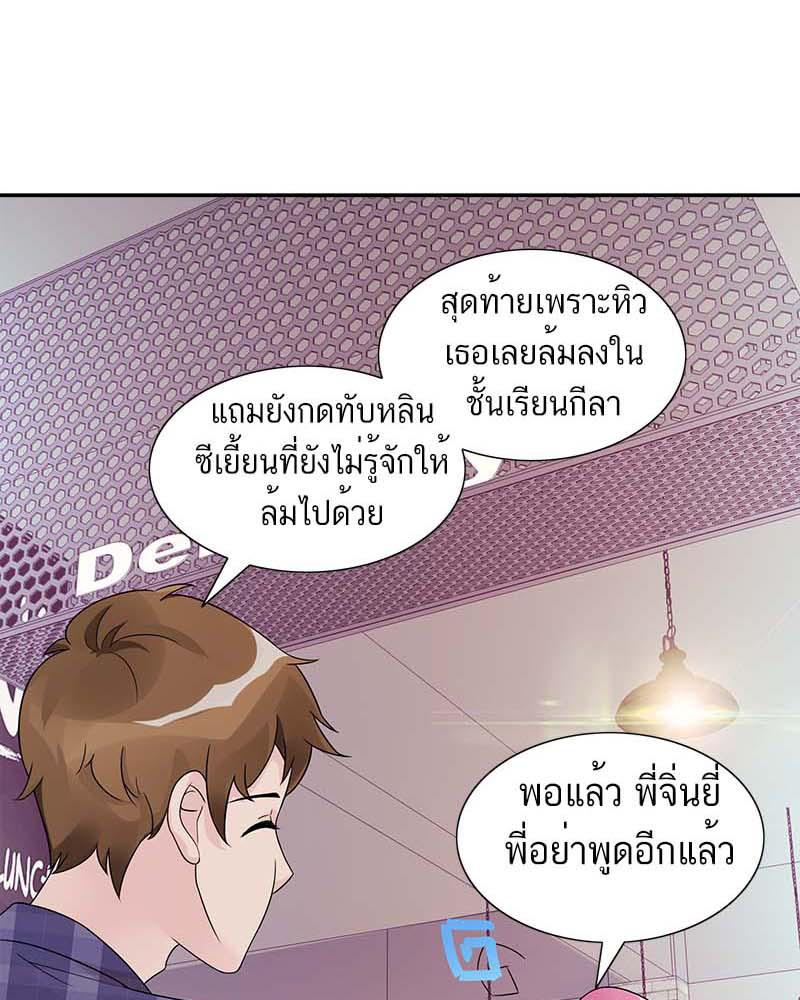 สุดท้ายเพราะหิว
เธอเลยล้มลงใน
ชั้นเรียนกีลา
แถมยังกดทับหลิน
ซีเยี้ยนที่ยังไม่รู้จักให้
ล้มไปด้วย
De
พอแล้ว พี่จิ่นยี่
พี่อย่าพูดอีกแล้ว